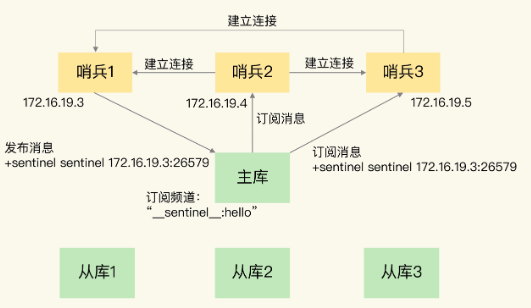 建立连接
哨兵1
建立连接
哨兵2
建立连接
哨兵3
172.16.19.3
172.16.19.4
172.16.19.5
订阅消息
发布消息
+sentinel sentinel 172.16.19.3:26579
订阅消息
+sentinel sentinel 172.16.19.3:26579
主库
订阅频道：
“__sentinel__:hello”
从库1
从库2
从库3